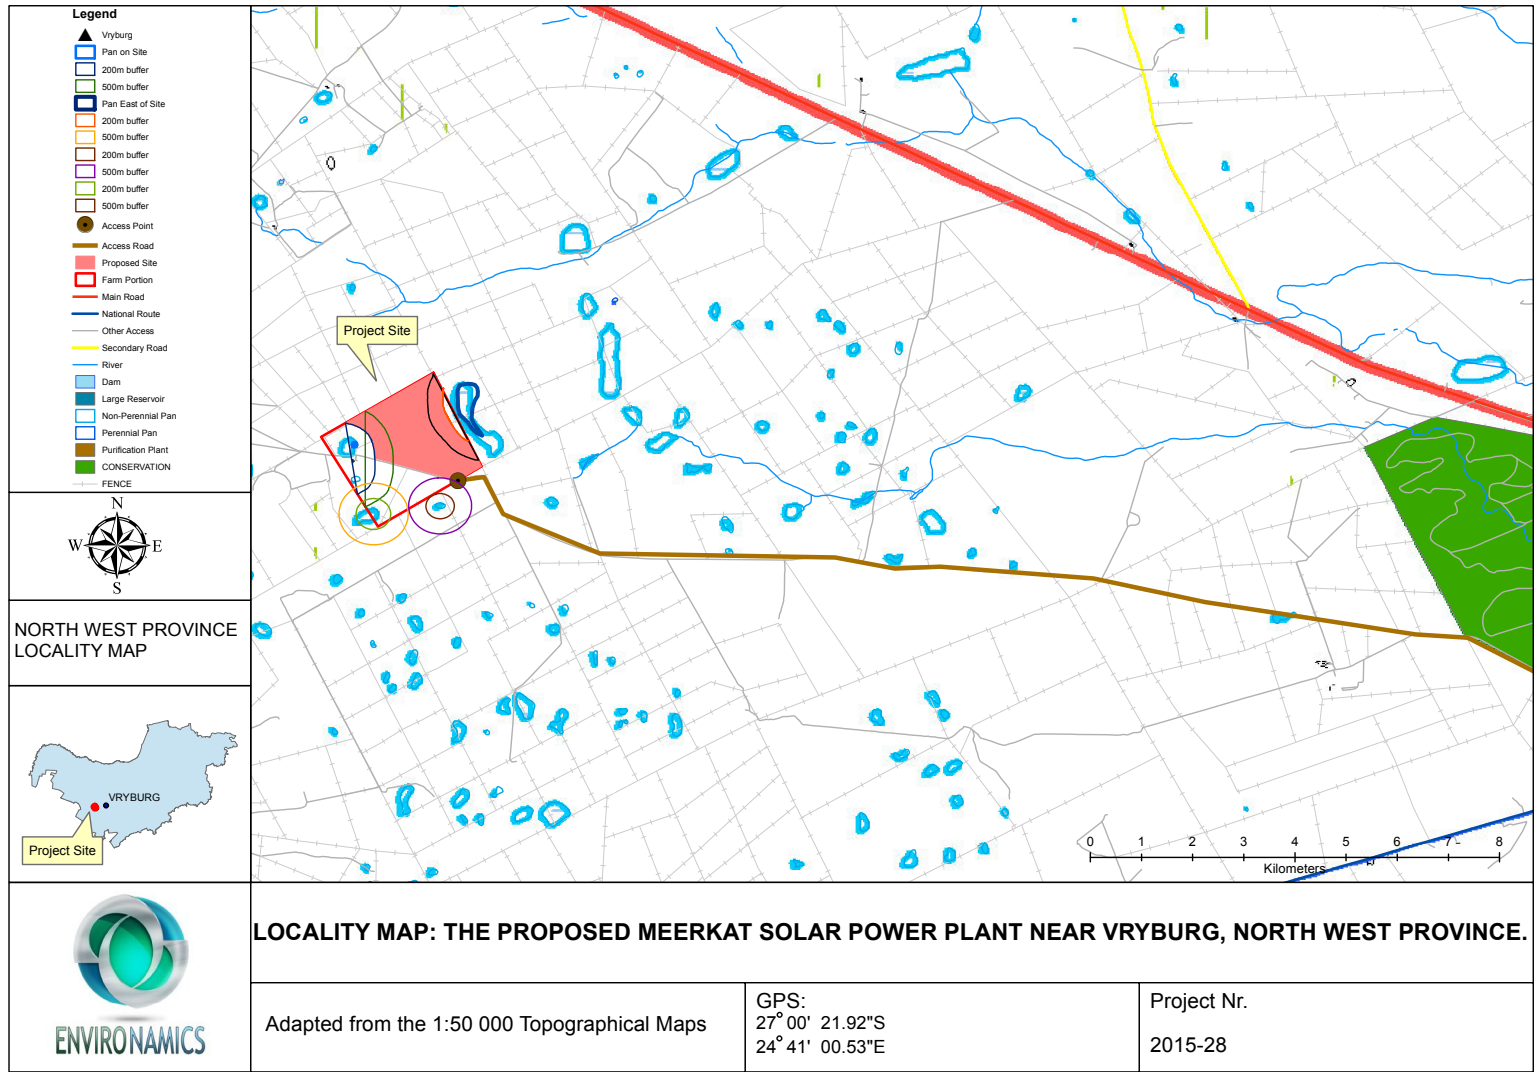 Legend
Vryburg
Pan on Site
200m buffer
500m buffer
Pan East of Site
200m buffer
500m buffer
200m buffer
500m buffer
200m buffer
500m buffer
Access Point
Access Road
Proposed Site
Farm Portion
Main Road
National Route
Other Access
Secondary Road
River
Dam
Large Reservoir
Non-Perennial Pan
Perennial Pan
Purification Plant
CONSERVATION
FENCE
N
W
E
S
NORTH WEST PROVINCE
LOCALITY MAP
VRYBURG
Project Site
Project Site
0 1 2 3 4 5 6 7 8
Kilometers
ENVIRONAMICS
LOCALITY MAP: THE PROPOSED MEERKAT SOLAR POWER PLANT NEAR VRYBURG, NORTH WEST PROVINCE.
Adapted from the 1:50 000 Topographical Maps
GPS:
27° 00' 21.92"S
24° 41' 00.53"E
Project Nr.
2015-28